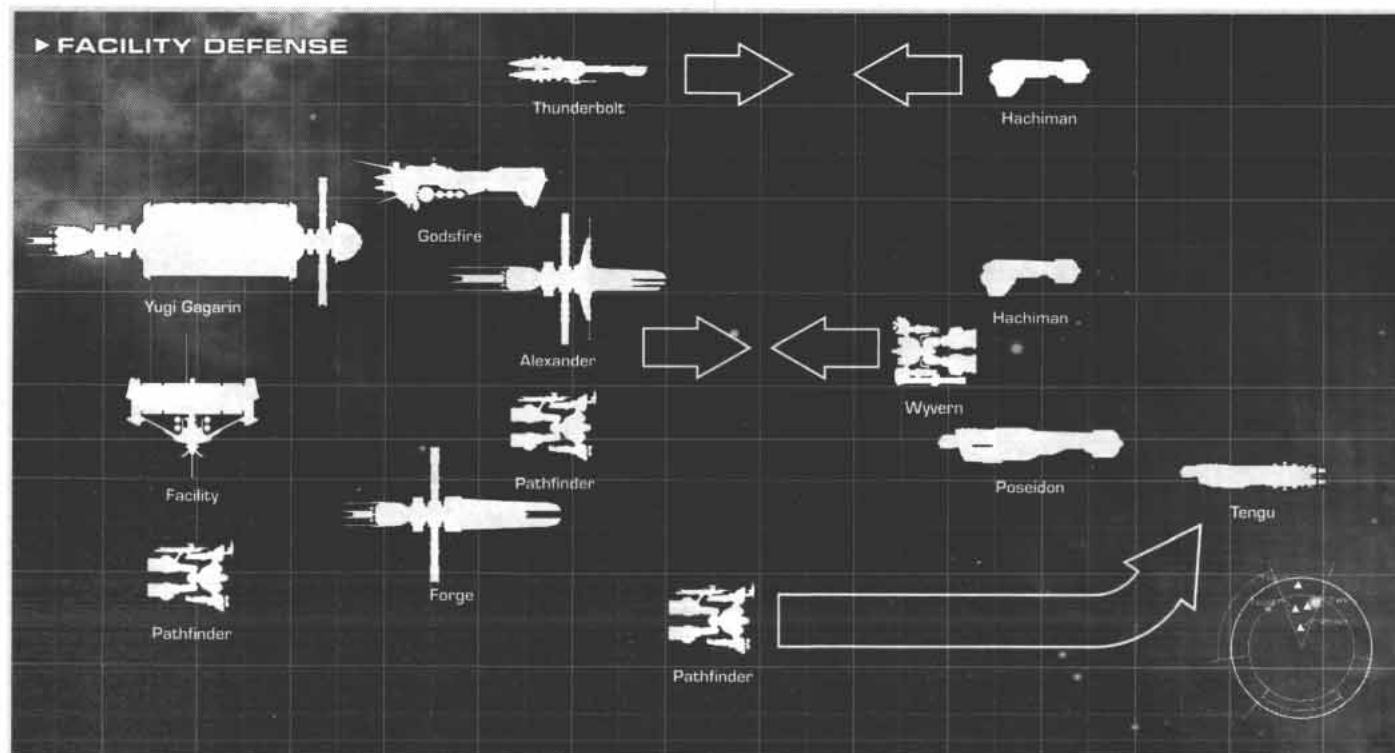 ► FACILITY DEFENSE
Thunderbolt
Hachiman
Godsfire
Yugi Gagarin
Hachiman
Alexander
Wyvern
Pathfinder
Facility
Poseidon
Tengu
Forge
Pathfinder
Pathfinder